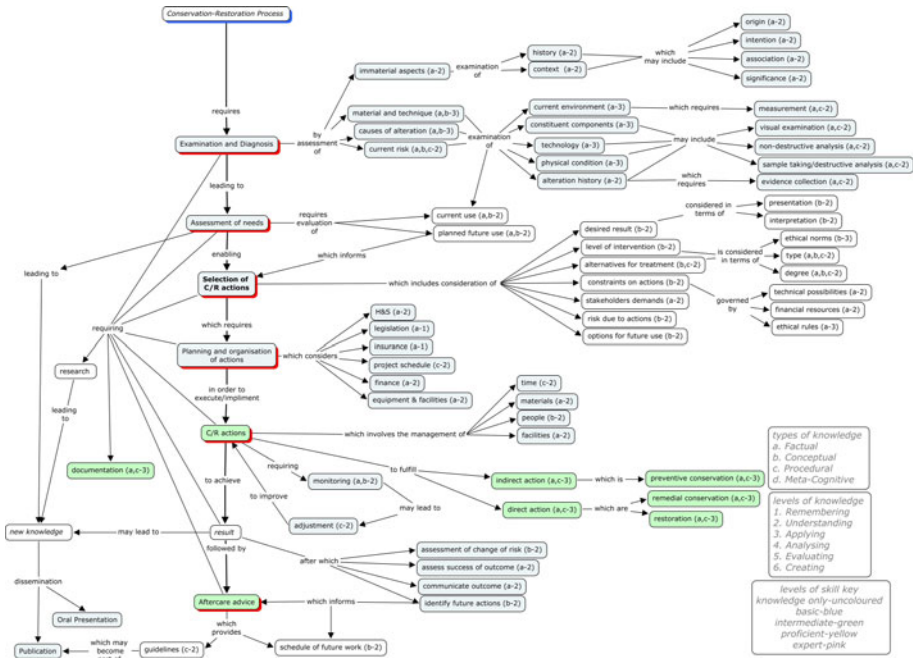 Conservation-Restoration Process
requires
Examination and Diagnosis
by
assessment
of
immaterial aspects (a-2)
examination
of
history (a-2)
context (a-2)
which
may include
origin (a-2)
intention (a-2)
association (a-2)
significance (a-2)
material and technique (a,b-3)
causes of alteration (a,b-3)
current risk (a,b,c-2)
examination
of
current environment (a-3)
constituent components (a-3)
technology (a-3)
physical condition (a-3)
alteration history (a-2)
which requires
may include
which
requires
measurement (a,c-2)
visual examination (a,c-2)
non-destructive analysis (a,c-2)
sample taking/destructive analysis (a,c-2)
evidence collection (a,c-2)
leading to
Assessment of needs
requires
evaluation
of
current use (a,b-2)
planned future use (a,b-2)
which informs
enabling
Selection of
C/R actions
which includes consideration of
desired result (b-2)
level of intervention (b-2)
alternatives for treatment (b,c-2)
constraints on actions (b-2)
stakeholders demands (a-2)
risk due to actions (b-2)
options for future use (b-2)
considered in
terms of
presentation (b-2)
interpretation (b-2)
is considered
in terms of
ethical norms (b-3)
type (a,b,c-2)
degree (a,b,c-2)
governed
by
technical possibilities (a-2)
financial resources (a-2)
ethical rules (a-3)
leading to
requiring
which requires
Planning and organisation
of actions
which considers
H&S (a-2)
legislation (a-1)
insurance (a-1)
project schedule (c-2)
finance (a-2)
equipment & facilities (a-2)
research
leading
to
in order to
execute/impliment
C/R actions
which involves the management of
time (c-2)
materials (a-2)
people (b-2)
facilities (a-2)
documentation (a,c-3)
requiring
monitoring (a,b-2)
may lead to
adjustment (c-2)
to improve
to fulfill
indirect action (a,c-3)
which is
preventive conservation (a,c-3)
direct action (a,c-3)
which are
remedial conservation (a,c-3)
restoration (a,c-3)
to achieve
new knowledge
may lead to
result
after which
assessment of change of risk (b-2)
assess success of outcome (a-2)
communicate outcome (a-2)
identify future actions (b-2)
followed
by
dissemination
Aftercare advice
which informs
Oral Presentation
which
provides
Publication
which may
become
guidelines (c-2)
schedule of future work (b-2)
types of knowledge
a. Factual
b. Conceptual
c. Procedural
d. Meta-Cognitive
levels of knowledge
1. Remembering
2. Understanding
3. Applying
4. Analysing
5. Evaluating
6. Creating
levels of skill key
knowledge only-uncoloured
basic-blue
intermediate-green
proficient-yellow
expert-pink